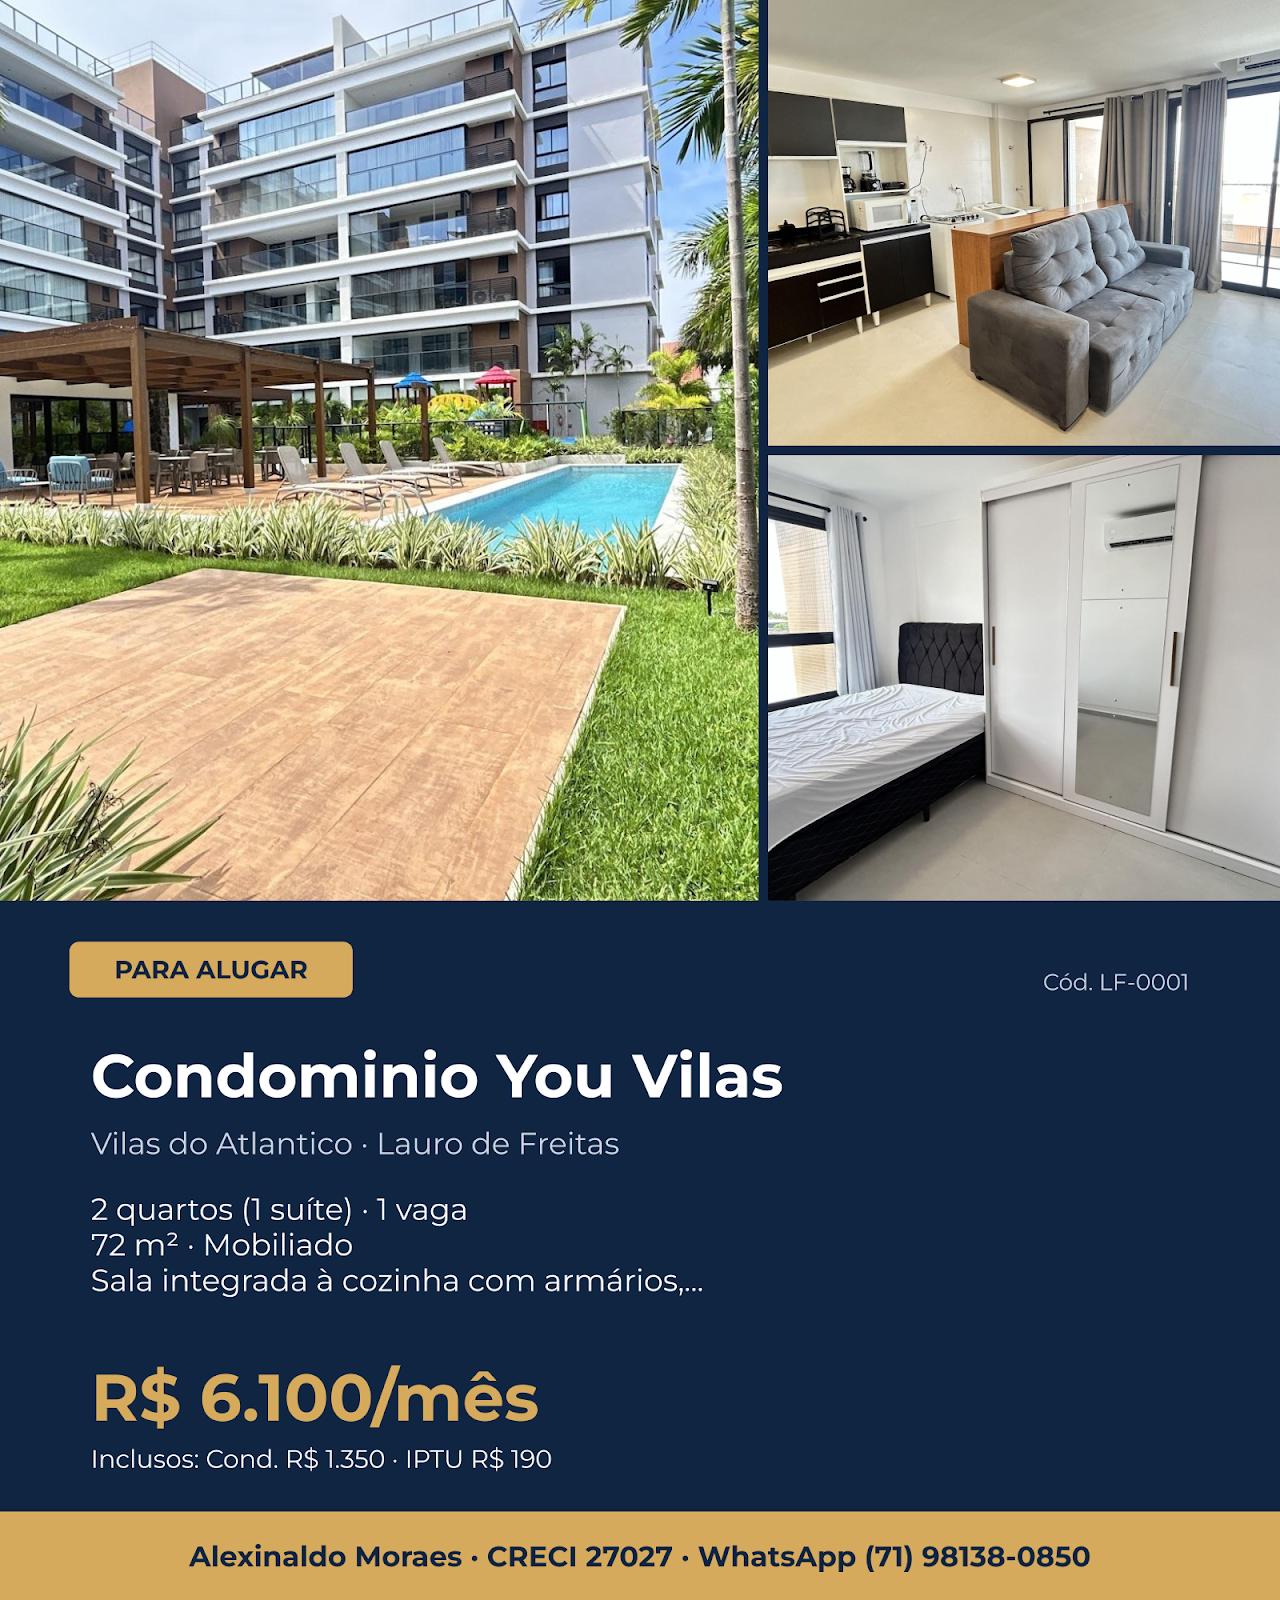 PARA ALUGAR
Cód. LF-0001
Condominio You Vilas
Vilas do Atlantico · Lauro de Freitas
2 quartos (1 suíte) · 1 vaga
72 m² · Mobiliado
Sala integrada à cozinha com armários,...
R$ 6.100/mês
Inclusos: Cond. R$ 1.350 · IPTU R$ 190
Alexinaldo Moraes · CRECI 27027 · WhatsApp (71) 98138-0850